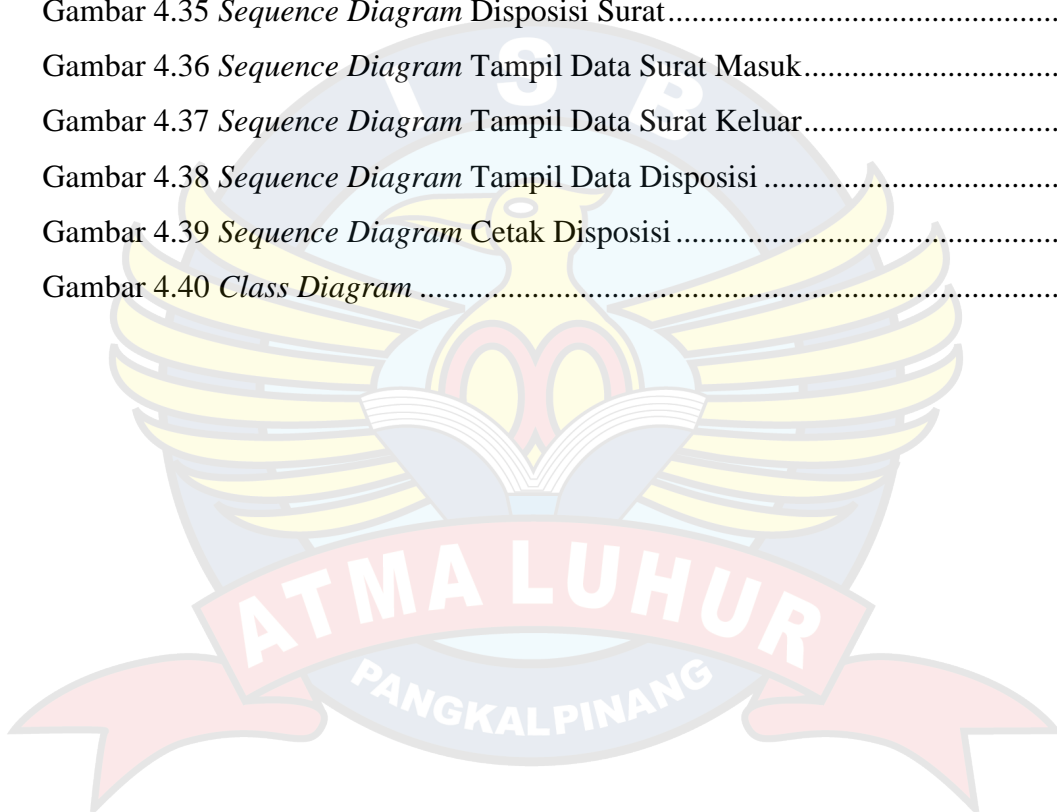 Gambar 4.35 Sequence Diagram Disposisi Surat......................................................
Gambar 4.36 Sequence Diagram Tampil Data Surat Masuk.....................................
Gambar 4.37 Sequence Diagram Tampil Data Surat Keluar.....................................
Gambar 4.38 Sequence Diagram Tampil Data Disposisi ..........................................
Gambar 4.39 Sequence Diagram Cetak Disposisi .....................................................
Gambar 4.40 Class Diagram .....................................................................................
I S B
ATMA LUHUR
PANGKALPINANG